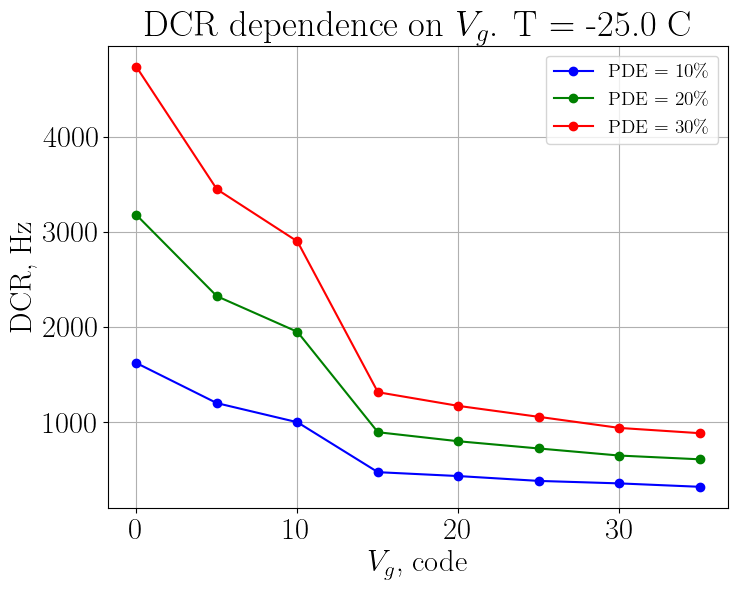 DCR dependence on V_g. T = -25.0 C
PDE = 10%
PDE = 20%
PDE = 30%
DCR, Hz
4000
3000
2000
1000
0 10 20 30
V_g, code